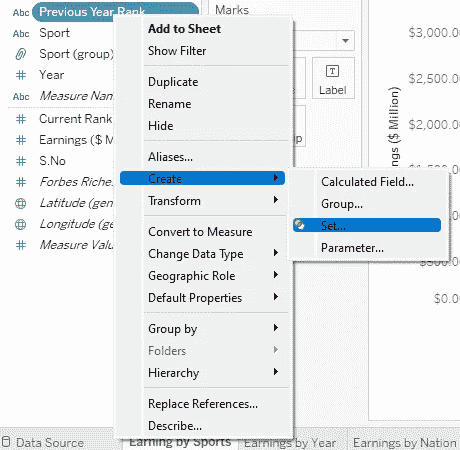 Abc Previous Year Rank
Abc Sport
Sport (group)
Year
Abc Measure Nam
Current Rank
Earnings ($ M
S.No
Forbes Riche
Latitude (gen
Longitude (ge
Measure Valu
Add to Sheet
Show Filter
Duplicate
Rename
Hide
Aliases...
Create
Transform
Convert to Measure
Change Data Type
Geographic Role
Default Properties
Group by
Folders
Hierarchy
Replace References...
Describe...
Calculated Field...
Group...
Set...
Parameter...
Marks
T
Label
$3,000.0
$2,500.0
$2,000.0
$1,500.0
$0.00
ngs ($ Million)
Data Source
Earning by Sports
Earnings by Year
Earnings by Nation